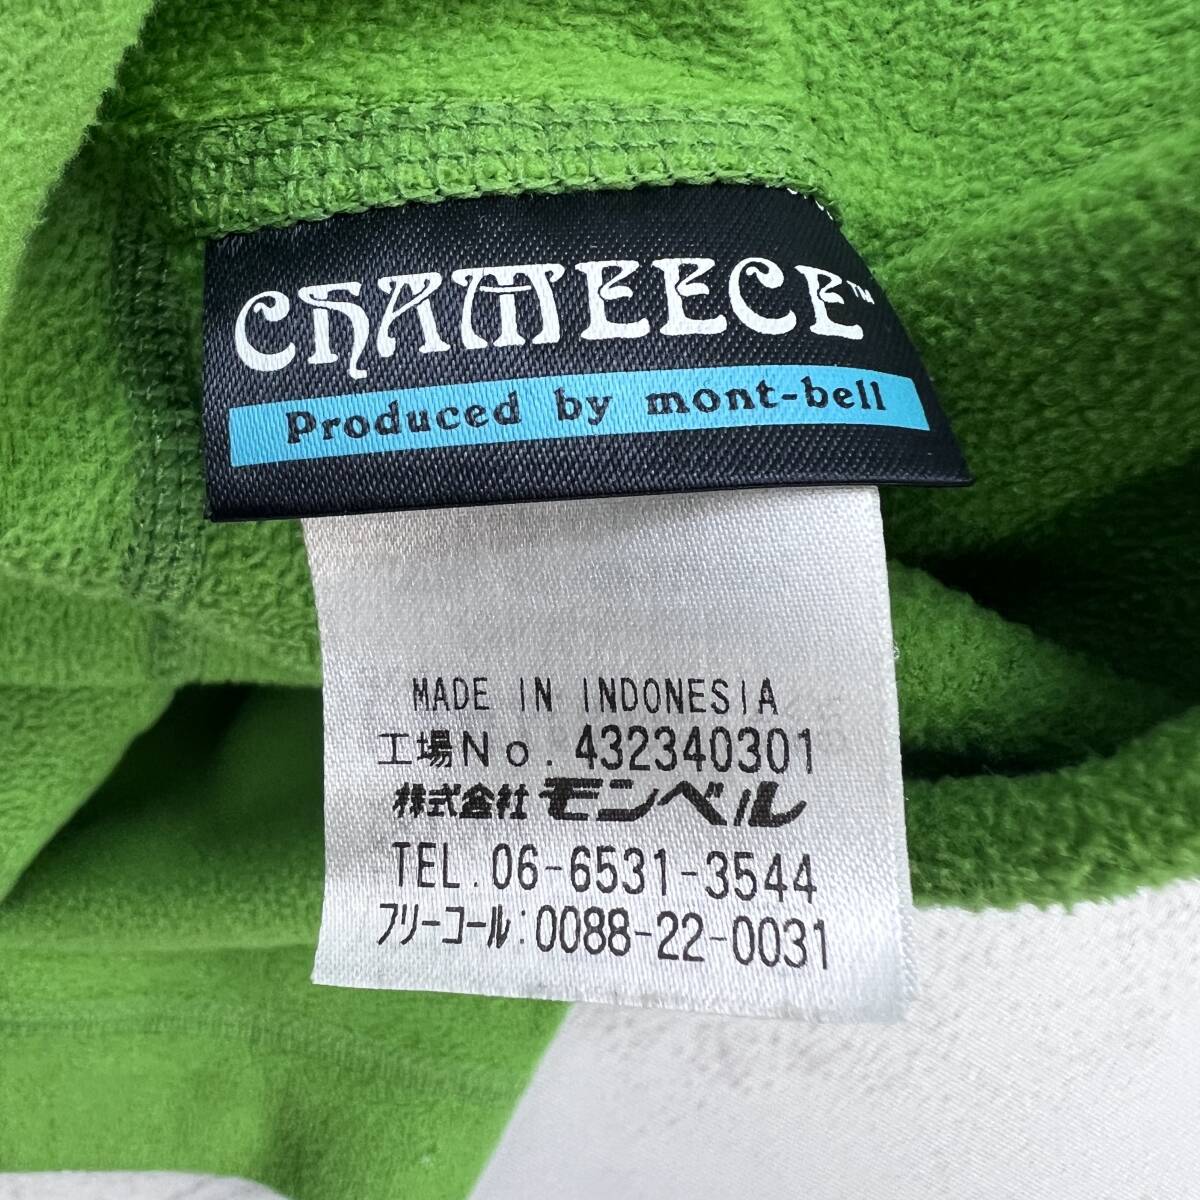 CHAMEECE™
Produced by mont-bell
MADE IN INDONESIA
工場No. 432340301
株式会社 モンベル
TEL. 06-6531-3544
ﾌﾘｰｺｰﾙ:0088-22-0031